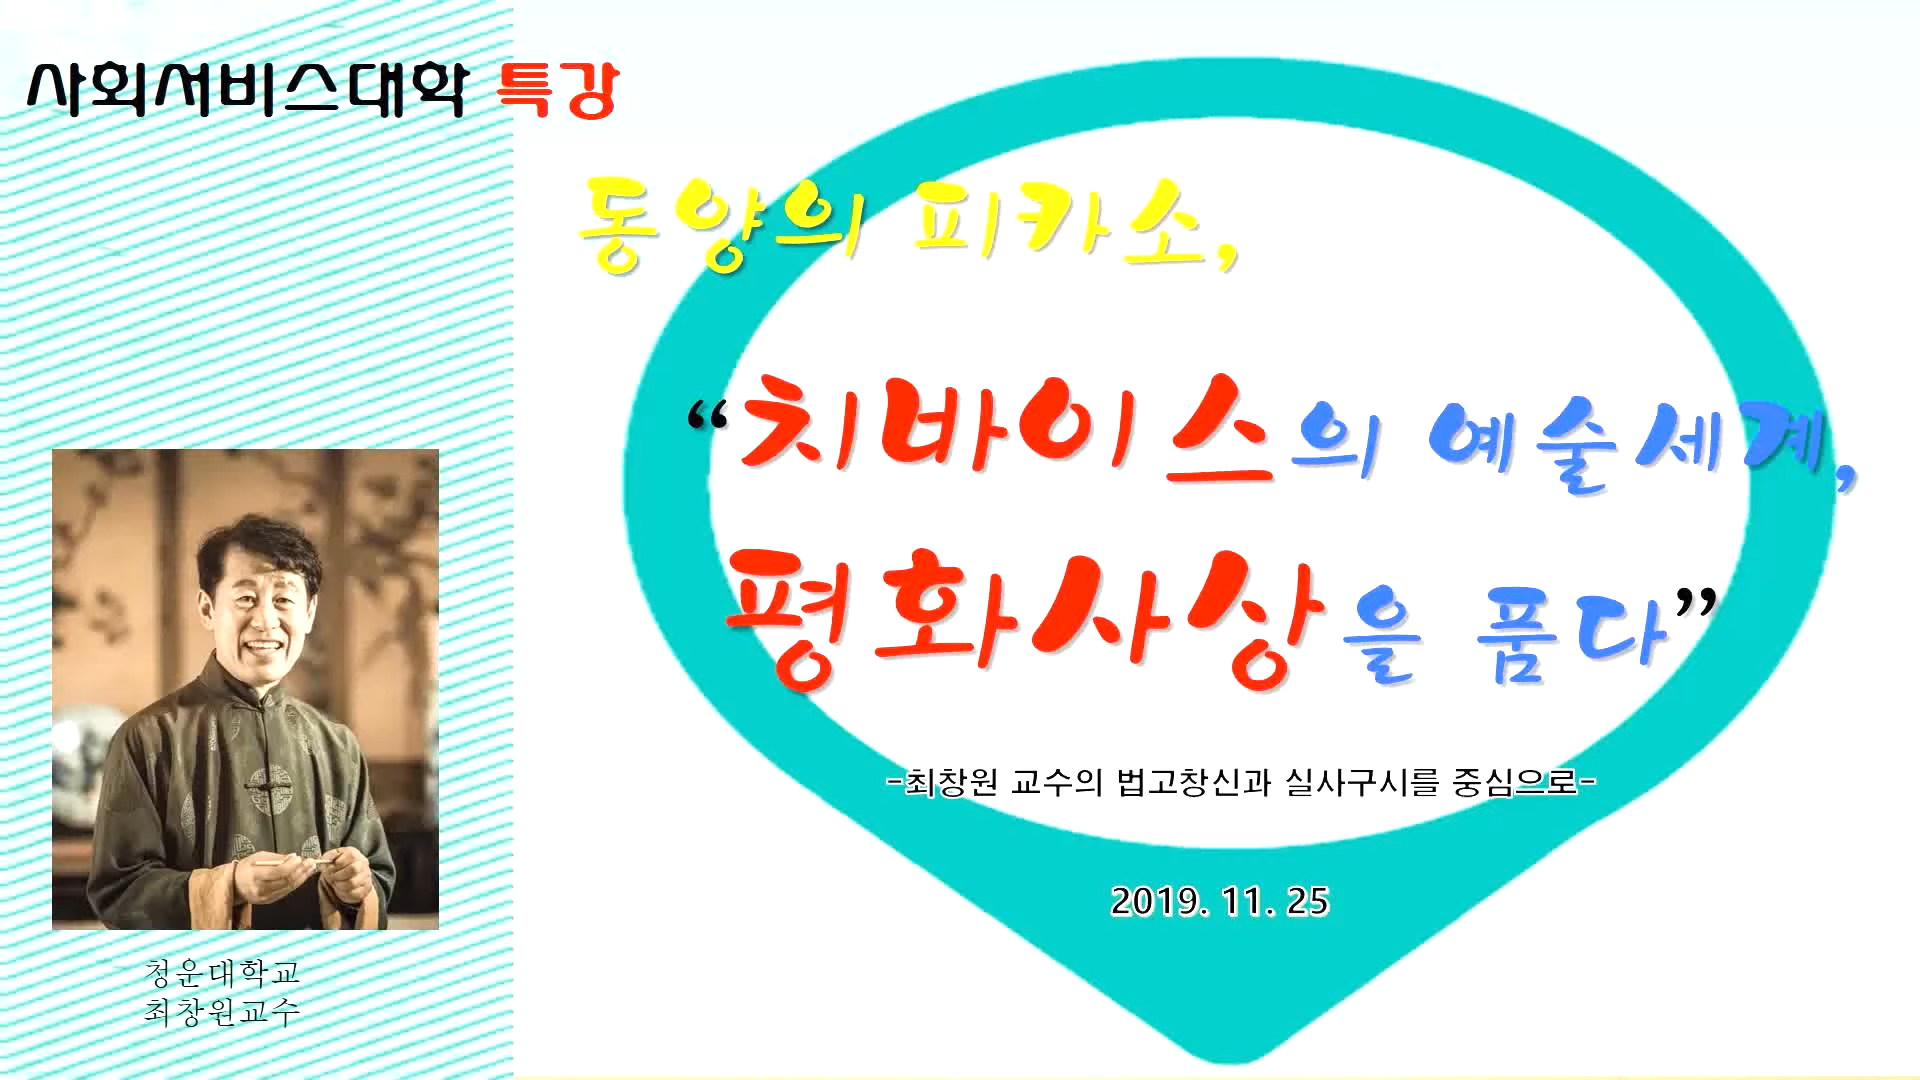 사회서비스대학 특강
동양의 피카소,
“치바이스의 예술세계,
평화사상을 품다”
-최창원 교수의 법고창신과 실사구시를 중심으로-
2019. 11. 25
청운대학교
최창원교수